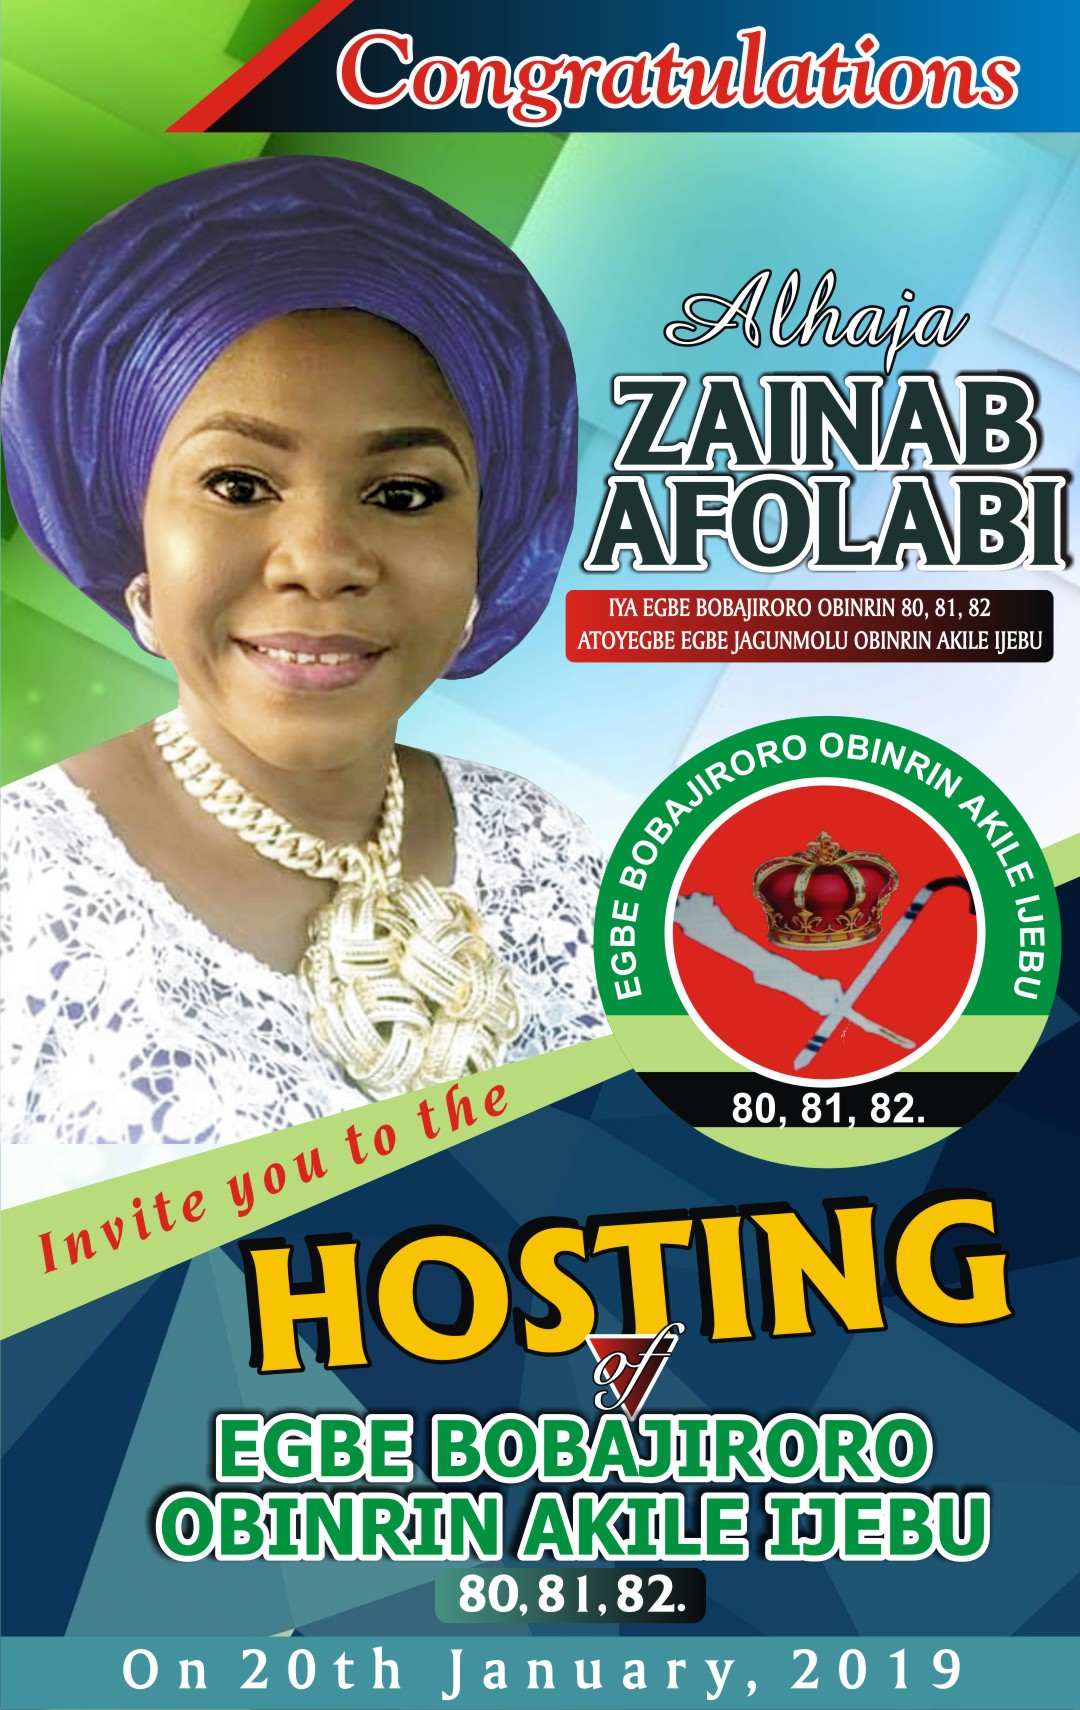 Congratulations
Alhaja
ZAINAB
AFOLABI
IYA EGBE BOBAJIRORO OBINRIN 80, 81, 82
ATOYEGBE EGBE JAGUNMOLU OBINRIN AKILE IJEBU
EGBE BOBAJIRORO OBINRIN AKILE IJEBU
80, 81, 82.
Invite you to the
HOSTING
of
EGBE BOBAJIRORO
OBINRIN AKILE IJEBU
80, 81, 82.
On 20th January, 2019